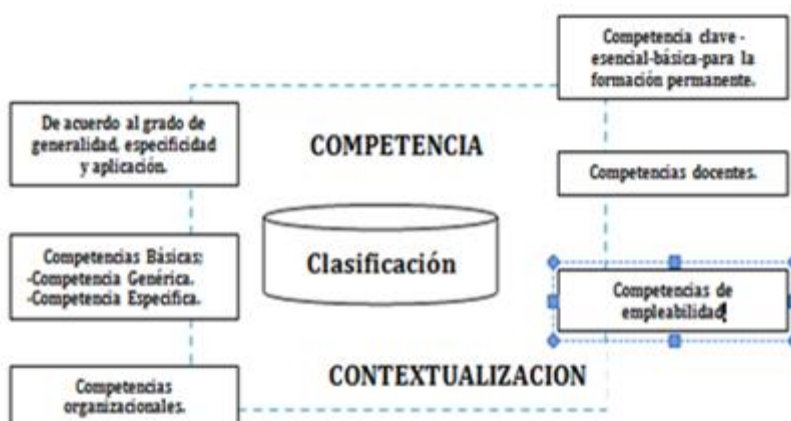 Competencia clave -
esencial-básica-para la
formación permanente.
De acuerdo al grado de
generalidad, especificidad
y aplicación.
COMPETENCIA
Competencias docentes.
Competencias Básicas:
-Competencia Genérica.
-Competencia Especifica.
Clasificación
Competencias de
empleabilidad
CONTEXTUALIZACION
Competencias
organizacionales.